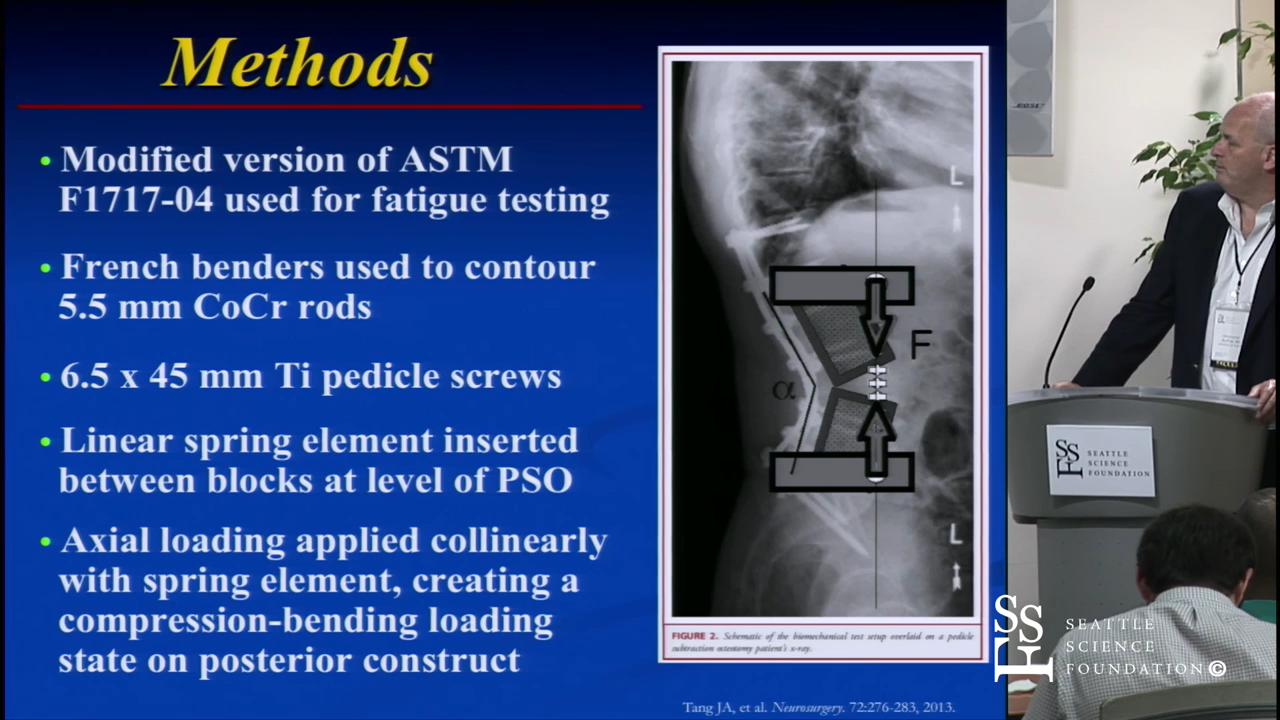 Methods
• Modified version of ASTM
F1717-04 used for fatigue testing
• French benders used to contour
5.5 mm CoCr rods
• 6.5 x 45 mm Ti pedicle screws
• Linear spring element inserted
between blocks at level of PSO
• Axial loading applied collinearly
with spring element, creating a
compression-bending loading
state on posterior construct
L
F
α
L
FIGURE 2. Schematic of the biomechanical test setup overlaid on a pedicle
subtraction osteotomy patient's x-ray.
Tang JA, et al. Neurosurgery. 72:276-283, 2013.
BOSE
SSF
SEATTLE
SCIENCE
FOUNDATION
SSF
SEATTLE
SCIENCE
FOUNDATION©